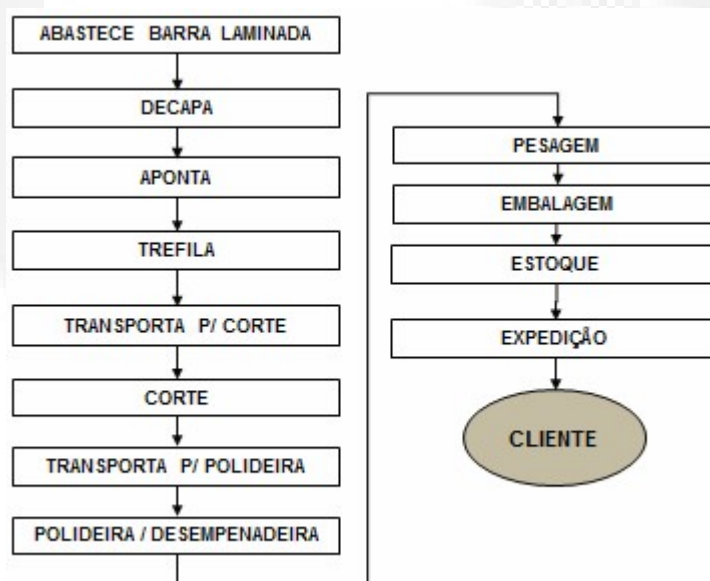 ABASTECE BARRA LAMINADA
DECAPA
APONTA
TREFILA
TRANSPORTA P/ CORTE
CORTE
TRANSPORTA P/ POLIDEIRA
POLIDEIRA / DESEMPENADEIRA
PESAGEM
EMBALAGEM
ESTOQUE
EXPEDIÇÃO
CLIENTE